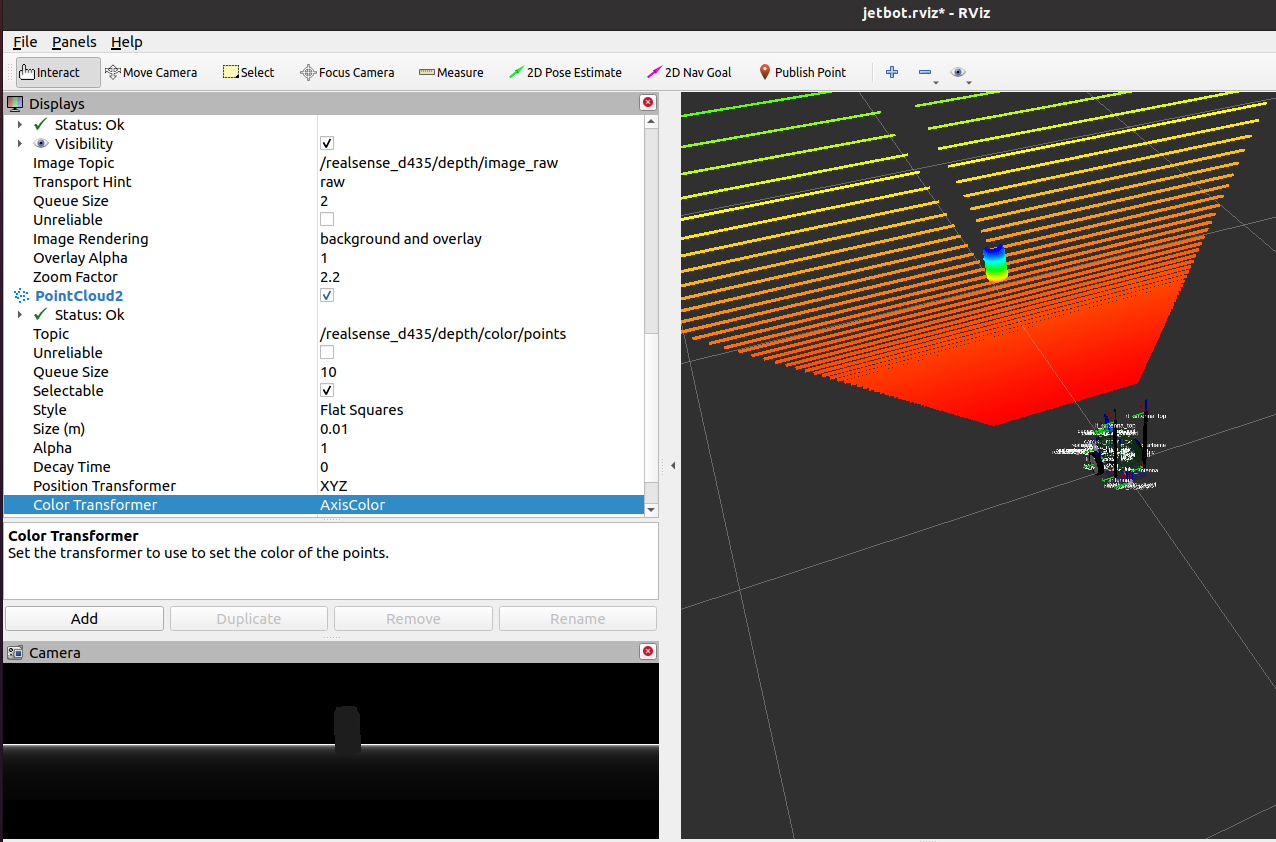 jetbot.rviz* - RViz
File Panels Help
Interact Move Camera Select Focus Camera Measure 2D Pose Estimate 2D Nav Goal Publish Point
Displays
Status: Ok
Visibility
Image Topic /realsense_d435/depth/image_raw
Transport Hint raw
Queue Size 2
Unreliable
Image Rendering background and overlay
Overlay Alpha 1
Zoom Factor 2.2
PointCloud2
Status: Ok
Topic /realsense_d435/depth/color/points
Unreliable
Queue Size 10
Selectable
Style Flat Squares
Size (m) 0.01
Alpha 1
Decay Time 0
Position Transformer XYZ
Color Transformer AxisColor
Color Transformer
Set the transformer to use to set the color of the points.
Add Duplicate Remove Rename
Camera